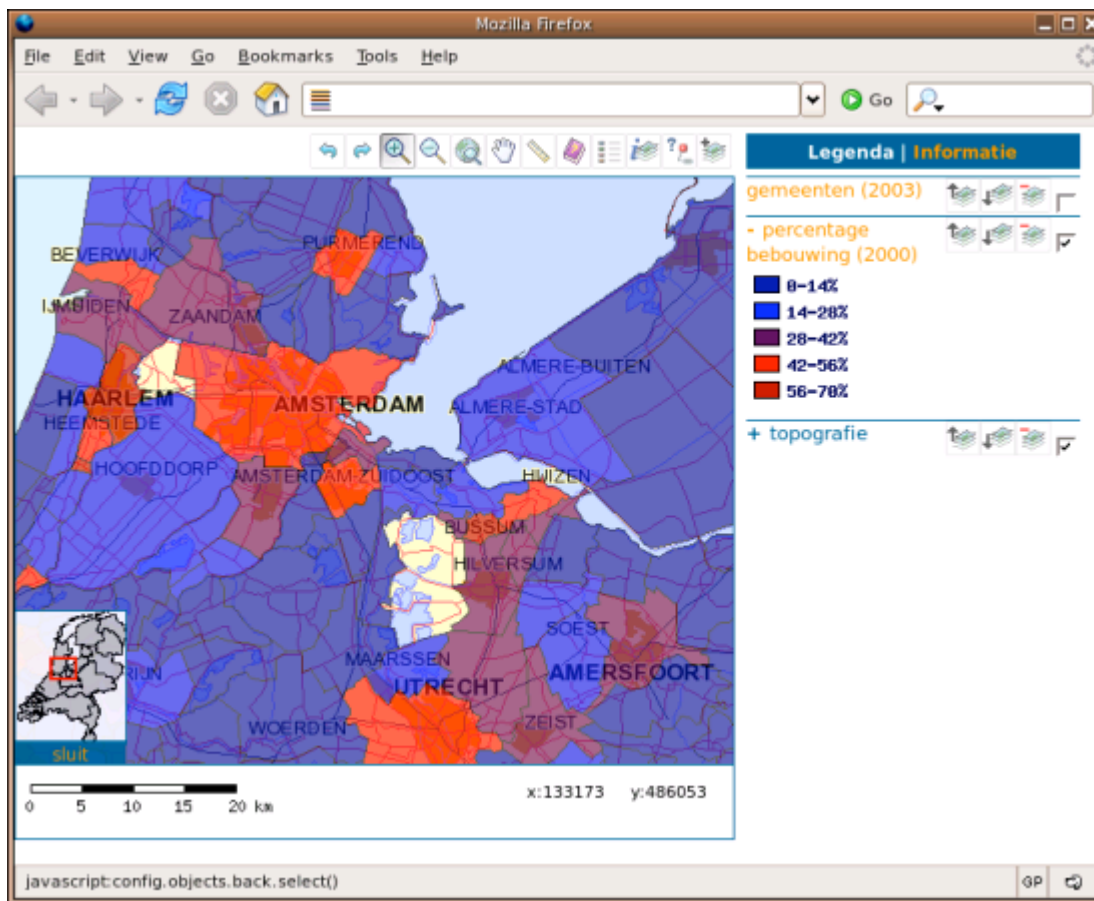 Mozilla Firefox
File Edit View Go Bookmarks Tools Help
Go
Legenda | Informatie
gemeenten (2003)
- percentage
bebouwing (2000)
0-14%
14-28%
28-42%
42-56%
56-70%
+ topografie
PURMEREND
BEVERWIJK
IJMUIDEN
ZAANDAM
ALMERE-BUITEN
HAARLEM
AMSTERDAM
ALMERE-STAD
HEEMSTEDE
HOOFDDORP
AMSTERDAM-ZUIDOOST
HUIZEN
BUSSUM
HILVERSUM
SOEST
MAARSSEN
AMERSFOORT
RIJN
UTRECHT
ZEIST
WOERDEN
sluit
0 5 10 15 20 km
x:133173 y:486053
javascript:config.objects.back.select()
GP